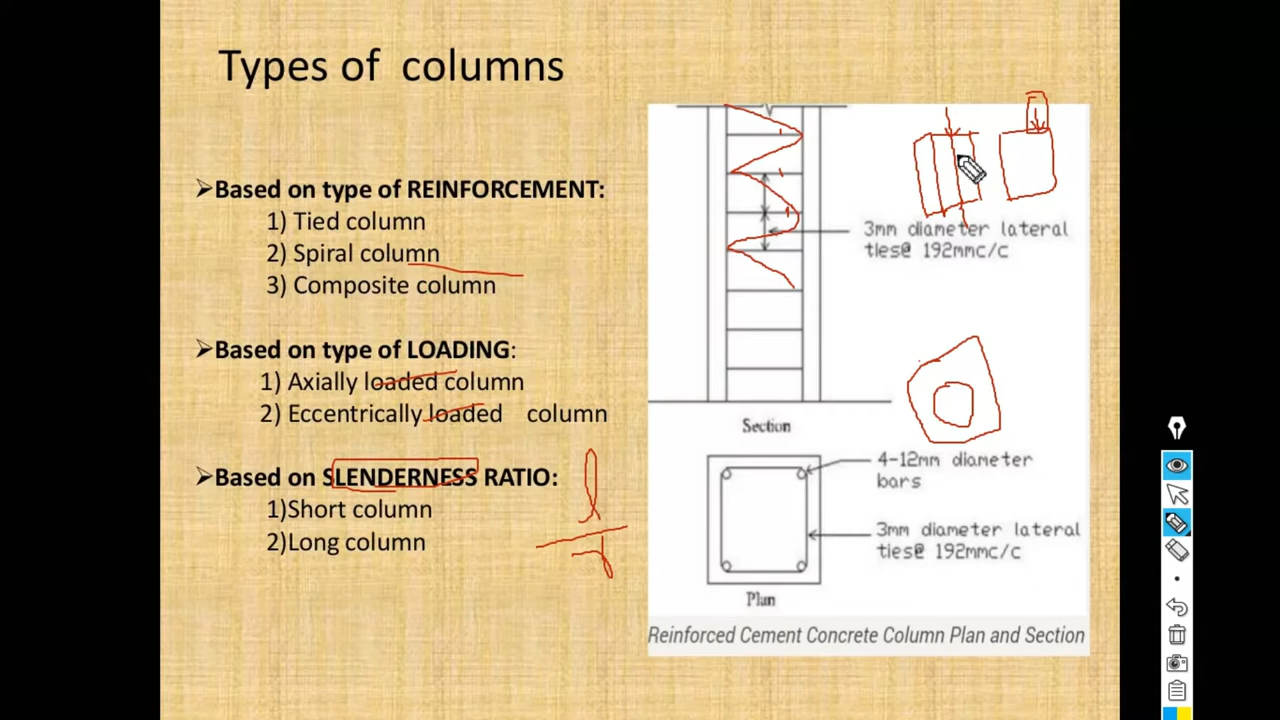 Types of columns
➢Based on type of REINFORCEMENT:
1) Tied column
2) Spiral column
3) Composite column
➢Based on type of LOADING:
1) Axially loaded column
2) Eccentrically loaded column
➢Based on SLENDERNESS RATIO:
1)Short column
2)Long column
3mm diameter lateral
ties@ 192mmc/c
Section
4-12mm diameter
bars
3mm diameter lateral
ties@ 192mmc/c
Plan
Reinforced Cement Concrete Column Plan and Section